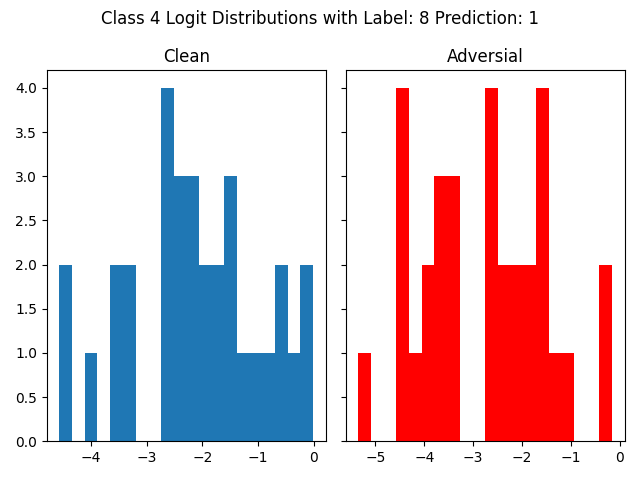 Class 4 Logit Distributions with Label: 8 Prediction: 1
Clean
Adversial
4.0
3.5
3.0
2.5
2.0
1.5
1.0
0.5
0.0
−4 −3 −2 −1 0
−5 −4 −3 −2 −1 0